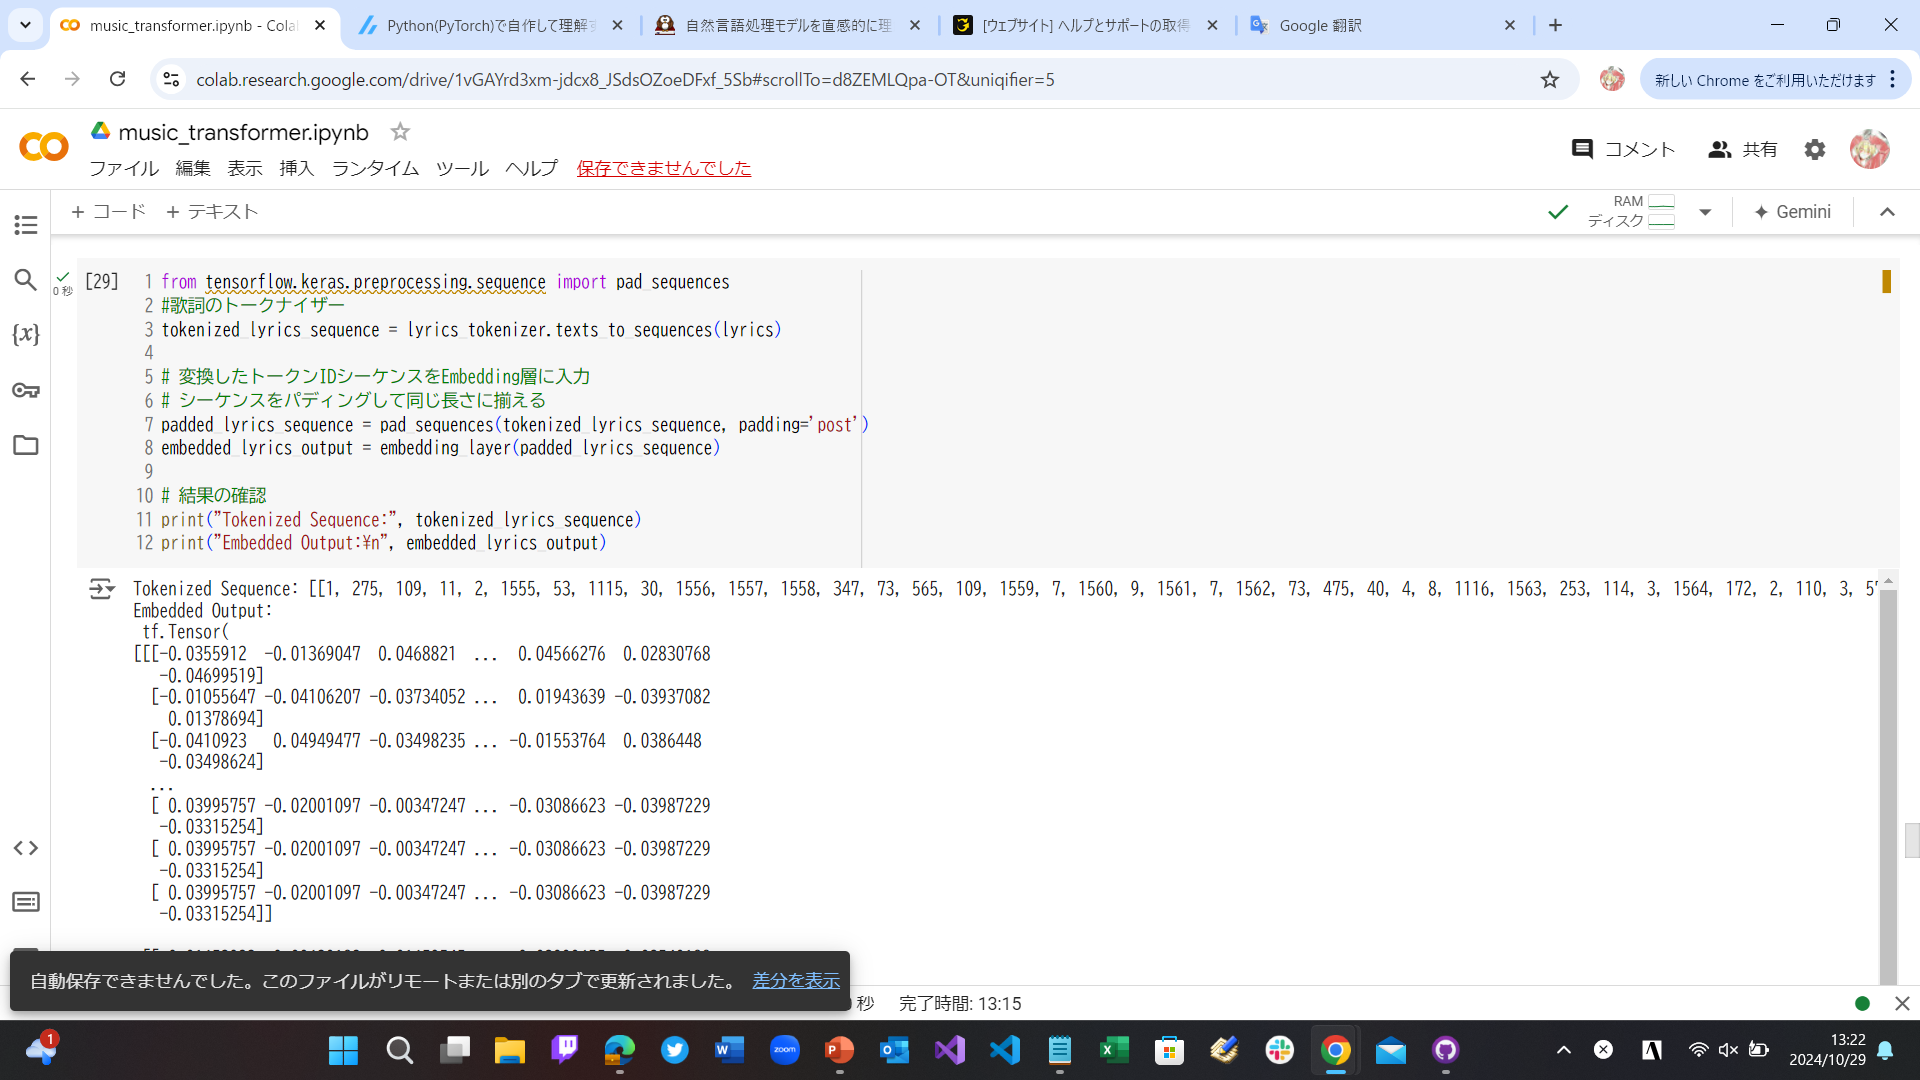 music_transformer.ipynb - Cola
Python(PyTorch)で自作して理解す
自然言語処理モデルを直感的に理
[ウェブサイト] ヘルプとサポートの取得
Google 翻訳
colab.research.google.com/drive/1vGAYrd3xm-jdcx8_JSdsOZoeDFxf_5Sb#scrollTo=d8ZEMLQpa-OT&uniqifier=5
新しい Chrome をご利用いただけます
music_transformer.ipynb
ファイル 編集 表示 挿入 ランタイム ツール ヘルプ 保存できませんでした
コメント 共有
+ コード + テキスト
RAM
ディスク
Gemini
0 秒
[29]
1 from tensorflow.keras.preprocessing.sequence import pad_sequences
2 #歌詞のトークナイザー
3 tokenized_lyrics_sequence = lyrics_tokenizer.texts_to_sequences(lyrics)
4
5 # 変換したトークンIDシーケンスをEmbedding層に入力
6 # シーケンスをパディングして同じ長さに揃える
7 padded_lyrics_sequence = pad_sequences(tokenized_lyrics_sequence, padding='post')
8 embedded_lyrics_output = embedding_layer(padded_lyrics_sequence)
9
10 # 結果の確認
11 print("Tokenized Sequence:", tokenized_lyrics_sequence)
12 print("Embedded Output:¥n", embedded_lyrics_output)
Tokenized Sequence: [[1, 275, 109, 11, 2, 1555, 53, 1115, 30, 1556, 1557, 1558, 347, 73, 565, 109, 1559, 7, 1560, 9, 1561, 7, 1562, 73, 475, 40, 4, 8, 1116, 1563, 253, 114, 3, 1564, 172, 2, 110, 3, 5
Embedded Output:
tf.Tensor(
[[[-0.0355912 -0.01369047 0.0468821 ... 0.04566276 0.02830768
-0.04699519]
[-0.01055647 -0.04106207 -0.03734052 ... 0.01943639 -0.03937082
0.01378694]
[-0.0410923 0.04949477 -0.03498235 ... -0.01553764 0.0386448
-0.03498624]
...
[ 0.03995757 -0.02001097 -0.00347247 ... -0.03086623 -0.03987229
-0.03315254]
[ 0.03995757 -0.02001097 -0.00347247 ... -0.03086623 -0.03987229
-0.03315254]
[ 0.03995757 -0.02001097 -0.00347247 ... -0.03086623 -0.03987229
-0.03315254]]
自動保存できませんでした。このファイルがリモートまたは別のタブで更新されました。 差分を表示
秒 完了時間: 13:15
1
zoom
13:22
2024/10/29